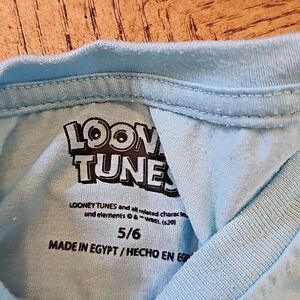 LOONEY
TUNES
LOONEY TUNES and all related characters
and elements © & ™ WBEI. (s20)
5/6
MADE IN EGYPT / HECHO EN